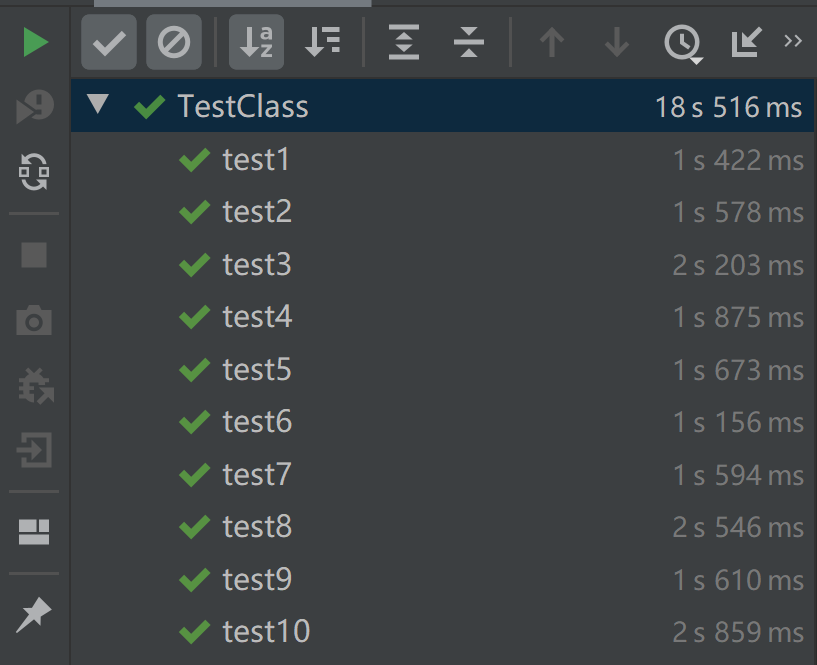 TestClass 18 s 516 ms
test1 1 s 422 ms
test2 1 s 578 ms
test3 2 s 203 ms
test4 1 s 875 ms
test5 1 s 673 ms
test6 1 s 156 ms
test7 1 s 594 ms
test8 2 s 546 ms
test9 1 s 610 ms
test10 2 s 859 ms